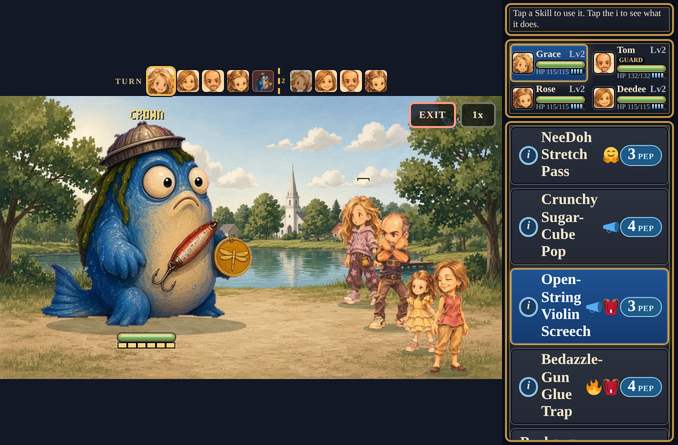 Tap a Skill to use it. Tap the i to see what
it does.
TURN
2
CROWN
EXIT
1x
Grace Lv2
HP 115/115
Tom Lv2
GUARD
HP 132/132
Rose Lv2
HP 115/115
Deedee Lv2
HP 115/115
i
NeeDoh
Stretch
Pass
3 PEP
i
Crunchy
Sugar-
Cube
Pop
4 PEP
i
Open-
String
Violin
Screech
3 PEP
i
Bedazzle-
Gun
Glue
Trap
4 PEP